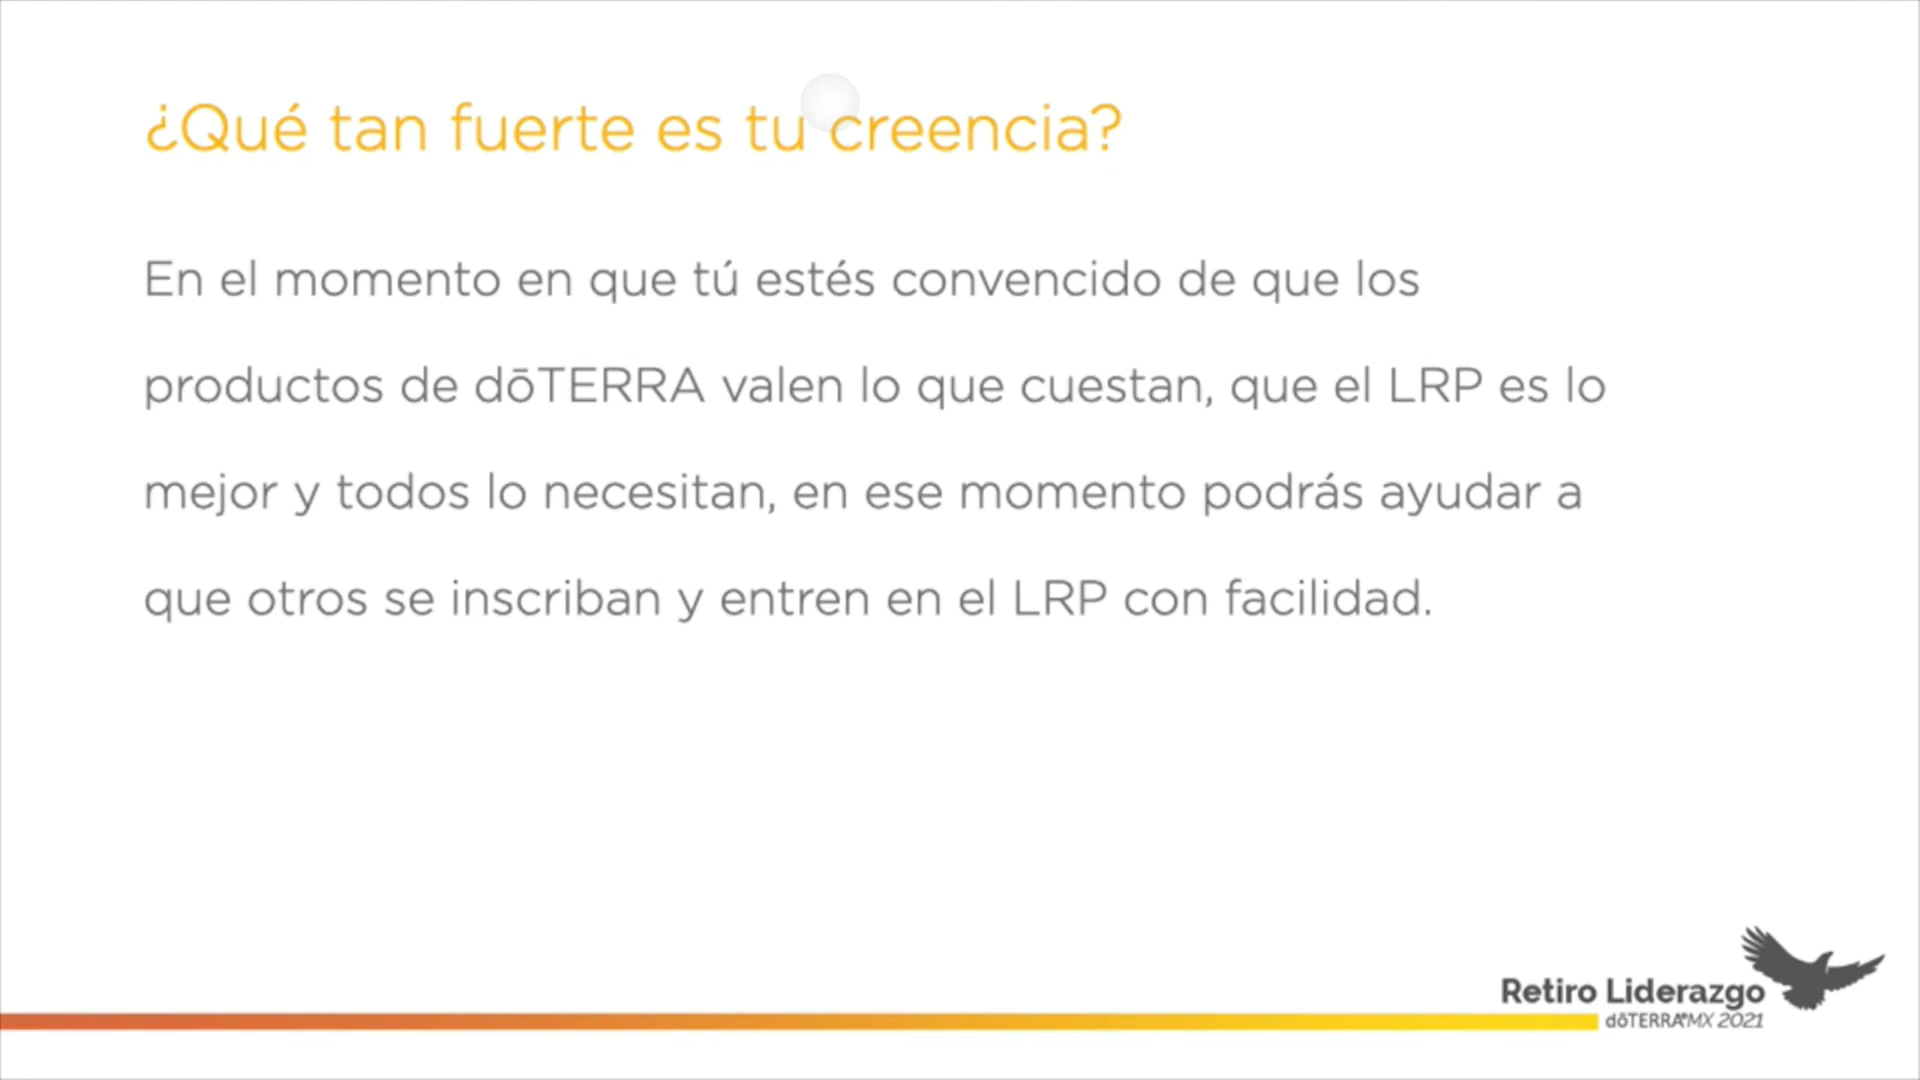 ¿Qué tan fuerte es tu creencia?
En el momento en que tú estés convencido de que los
productos de dōTERRA valen lo que cuestan, que el LRP es lo
mejor y todos lo necesitan, en ese momento podrás ayudar a
que otros se inscriban y entren en el LRP con facilidad.
Retiro Liderazgo
dōTERRA®MX 2021